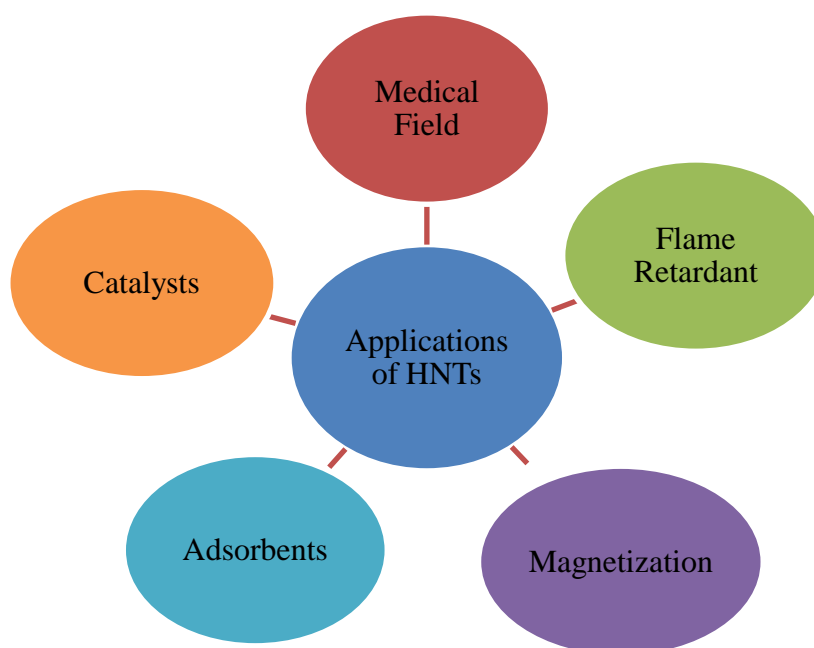 Medical
Field
Flame
Retardant
Catalysts
Applications
of HNTs
Adsorbents
Magnetization